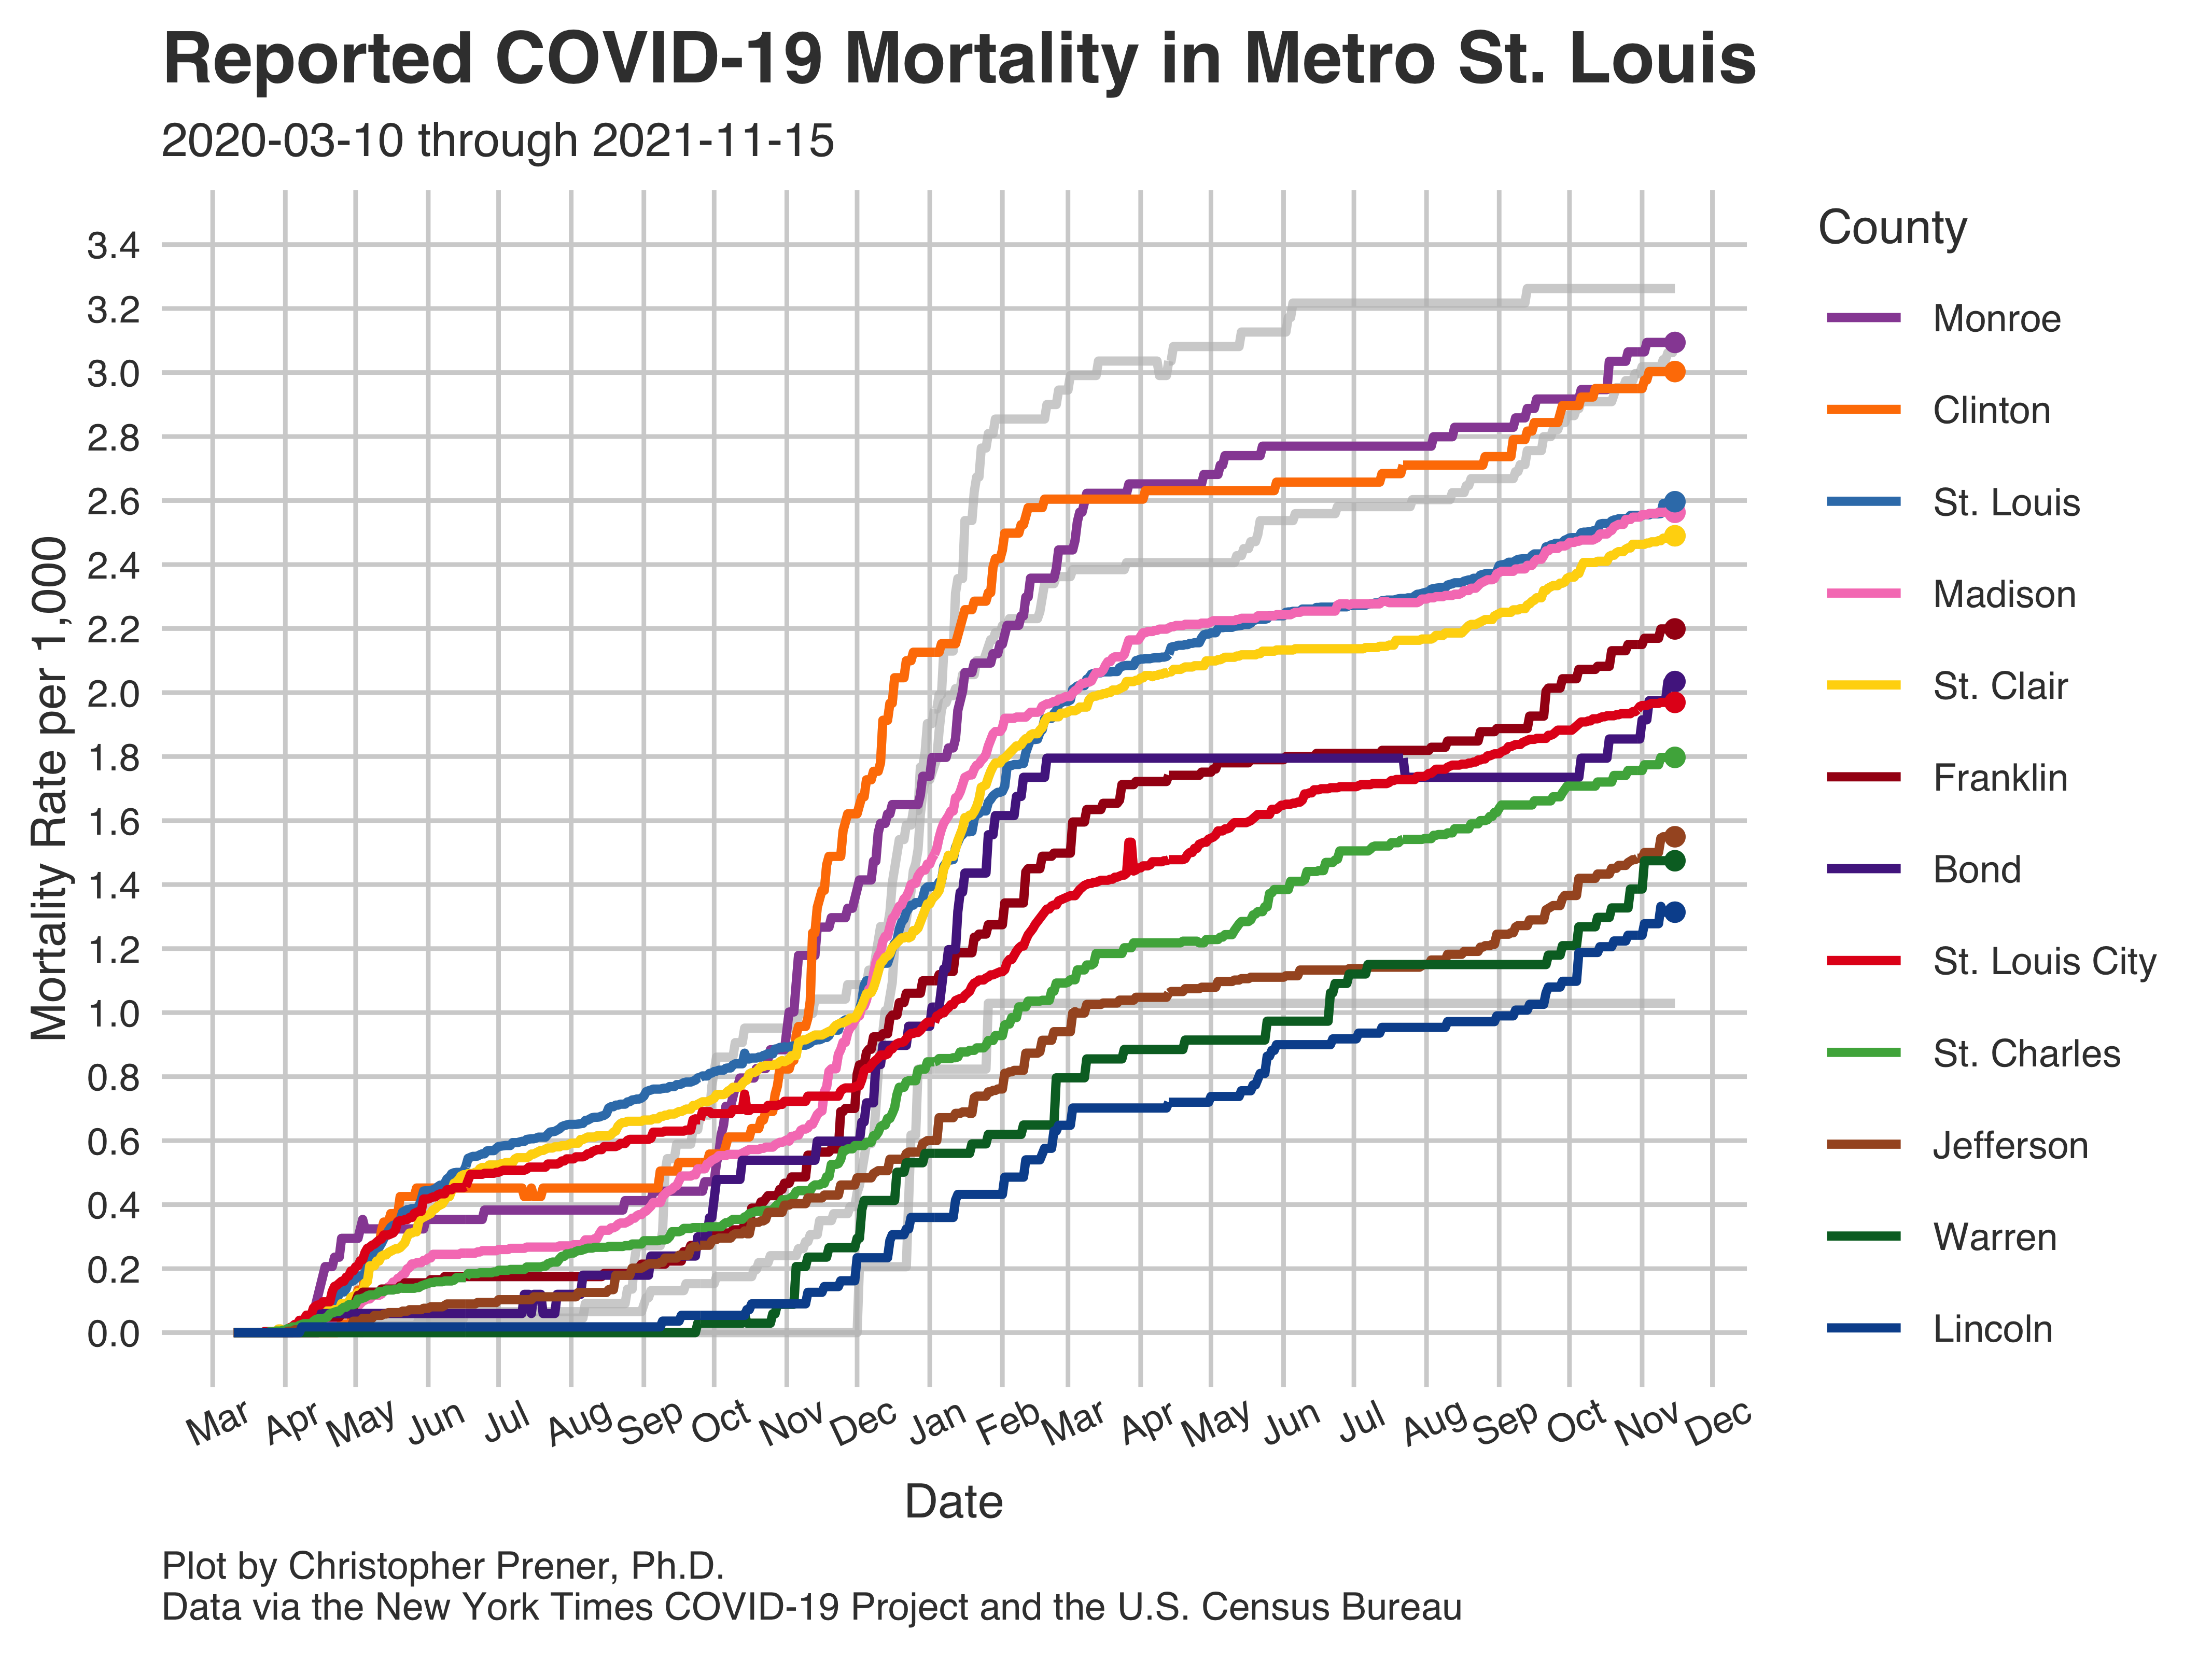 Reported COVID-19 Mortality in Metro St. Louis
2020-03-10 through 2021-11-15
Mortality Rate per 1,000
3.4
3.2
3.0
2.8
2.6
2.4
2.2
2.0
1.8
1.6
1.4
1.2
1.0
0.8
0.6
0.4
0.2
0.0
Mar Apr May Jun Jul Aug Sep Oct Nov Dec Jan Feb Mar Apr May Jun Jul Aug Sep Oct Nov Dec
Date
County
Monroe
Clinton
St. Louis
Madison
St. Clair
Franklin
Bond
St. Louis City
St. Charles
Jefferson
Warren
Lincoln
Plot by Christopher Prener, Ph.D.
Data via the New York Times COVID-19 Project and the U.S. Census Bureau